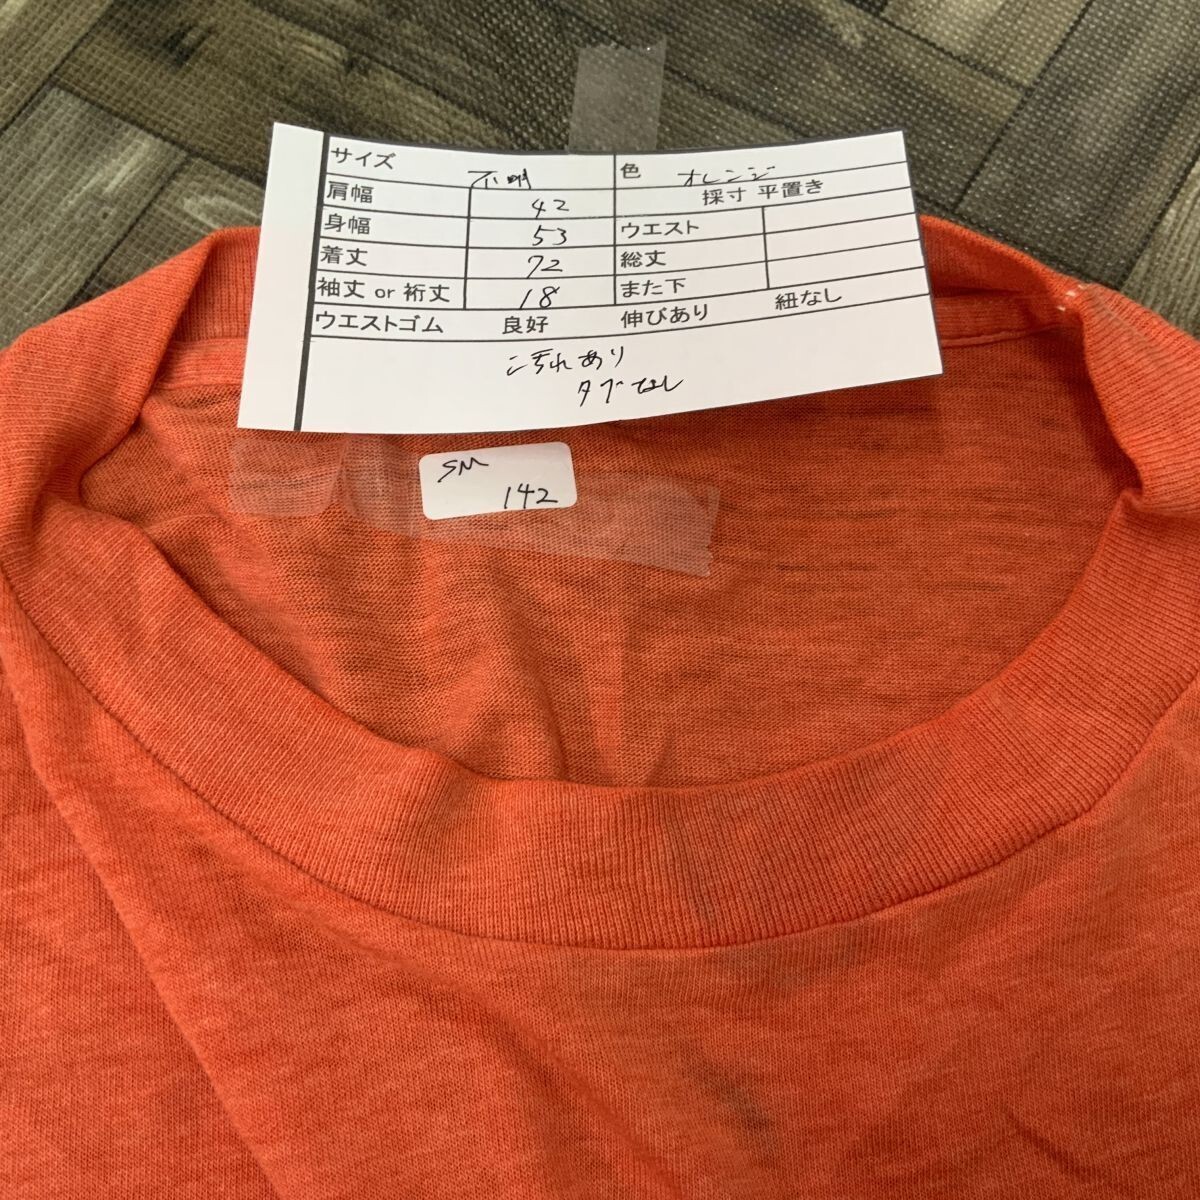 サイズ 不明 色 オレンジ
肩幅 42 採寸 平置き
身幅 53 ウエスト
着丈 72 総丈
袖丈 or 裄丈 18 また下
ウエストゴム 良好 伸びあり 紐なし
汚れあり
タグなし
SM
142